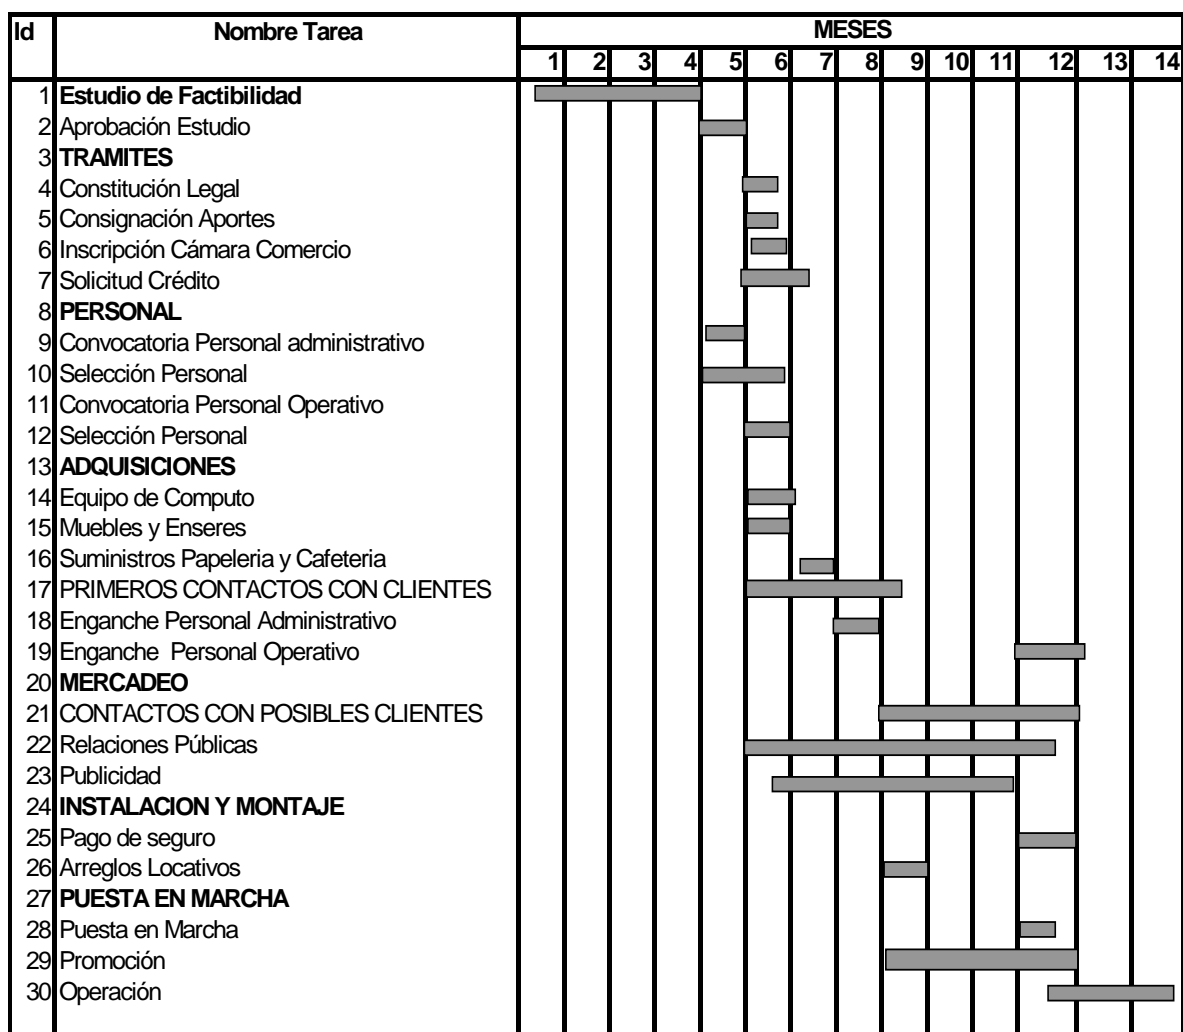 Id Nombre Tarea MESES
1 2 3 4 5 6 7 8 9 10 11 12 13 14
1 Estudio de Factibilidad
2 Aprobación Estudio
3 TRAMITES
4 Constitución Legal
5 Consignación Aportes
6 Inscripción Cámara Comercio
7 Solicitud Crédito
8 PERSONAL
9 Convocatoria Personal administrativo
10 Selección Personal
11 Convocatoria Personal Operativo
12 Selección Personal
13 ADQUISICIONES
14 Equipo de Computo
15 Muebles y Enseres
16 Suministros Papeleria y Cafeteria
17 PRIMEROS CONTACTOS CON CLIENTES
18 Enganche Personal Administrativo
19 Enganche Personal Operativo
20 MERCADEO
21 CONTACTOS CON POSIBLES CLIENTES
22 Relaciones Públicas
23 Publicidad
24 INSTALACION Y MONTAJE
25 Pago de seguro
26 Arreglos Locativos
27 PUESTA EN MARCHA
28 Puesta en Marcha
29 Promoción
30 Operación